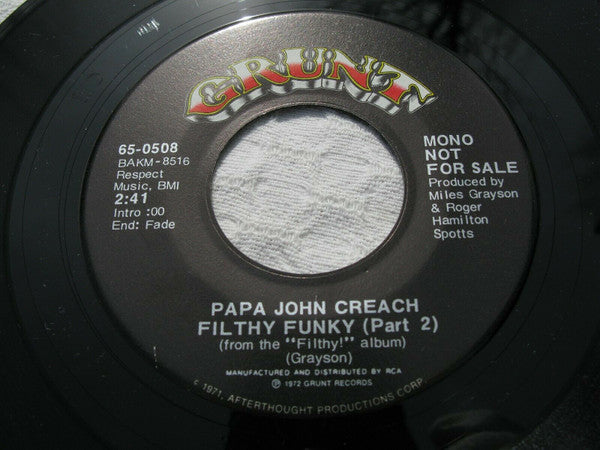 GRUNT
65-0508
BAKM-8516
Respect
Music, BMI
2:41
Intro :00
End: Fade
MONO
NOT
FOR SALE
Produced by
Miles Grayson
& Roger
Hamilton
Spotts
PAPA JOHN CREACH
FILTHY FUNKY (Part 2)
(from the "Filthy!" album)
(Grayson)
MANUFACTURED AND DISTRIBUTED BY RCA
℗ 1972 GRUNT RECORDS
c 1971, AFTERTHOUGHT PRODUCTIONS CORP.